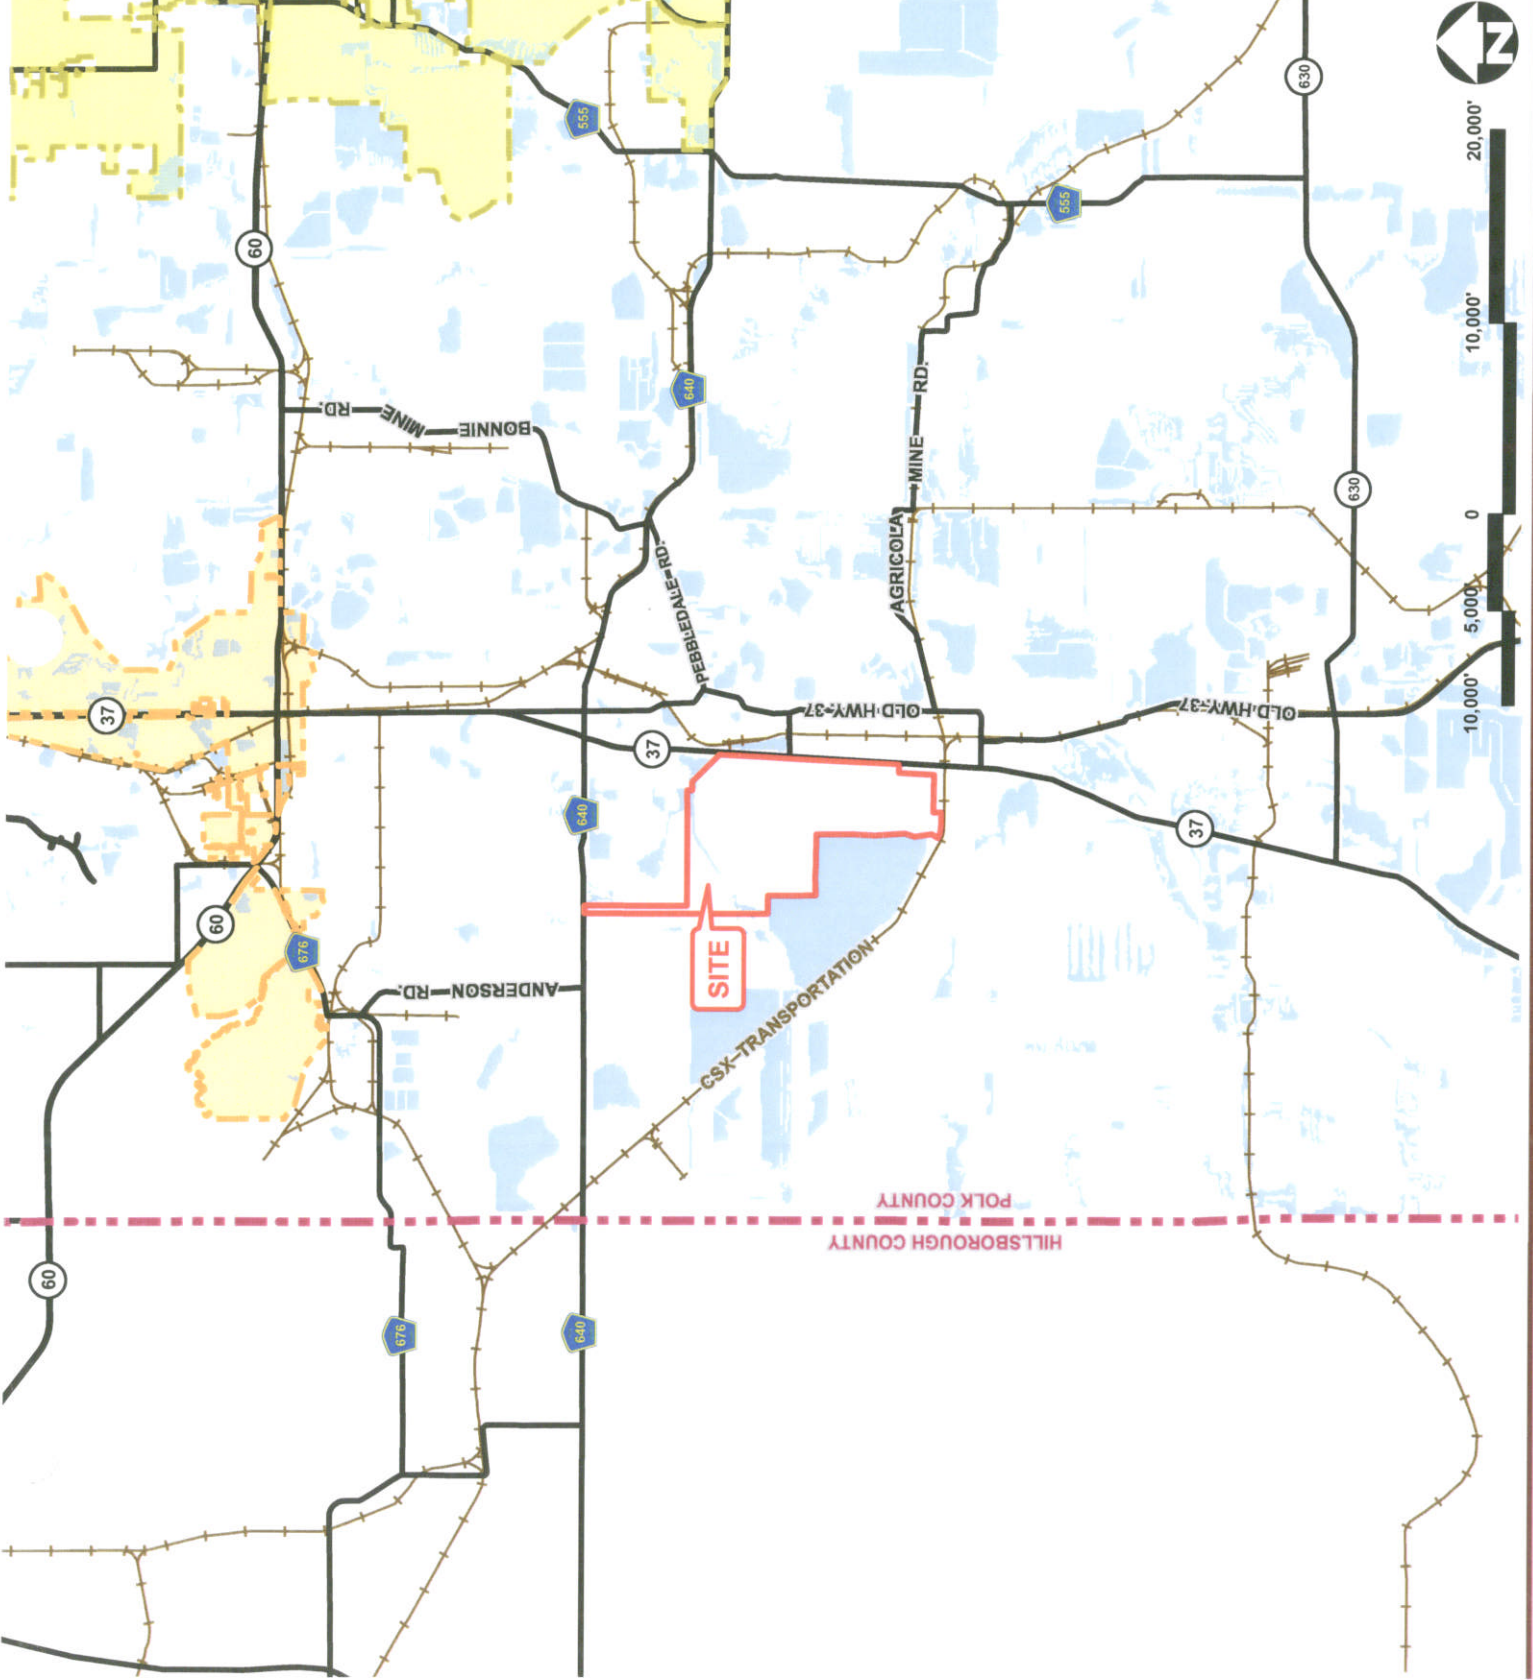 N
20,000'
10,000'
0
5,000'
10,000'
630
555
60
640
BONNIE MINE RD.
AGRICOLA MINE RD.
555
630
PEBBLEDALE RD.
37
OLD HWY 37
OLD HWY 37
37
640
37
60
676
SITE
ANDERSON RD.
CSX TRANSPORTATION
POLK COUNTY
HILLSBOROUGH COUNTY
60
676
640